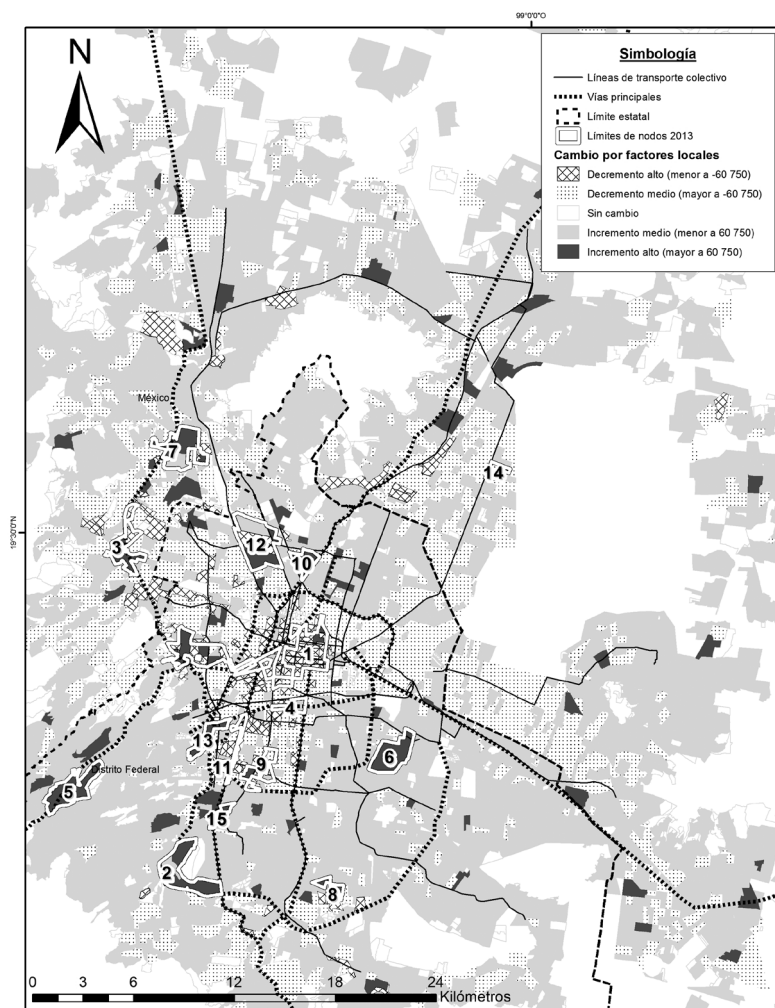 99°0'0"O
N
Simbología
Líneas de transporte colectivo
Vías principales
Límite estatal
Límites de nodos 2013
Cambio por factores locales
Decremento alto (menor a -60 750)
Decremento medio (mayor a -60 750)
Sin cambio
Incremento medio (menor a 60 750)
Incremento alto (mayor a 60 750)
México
7
14
19°30'0"N
3
12
10
1
4
13
6
11
9
Distrito Federal
5
15
2
8
0 3 6 12 18 24
Kilómetros